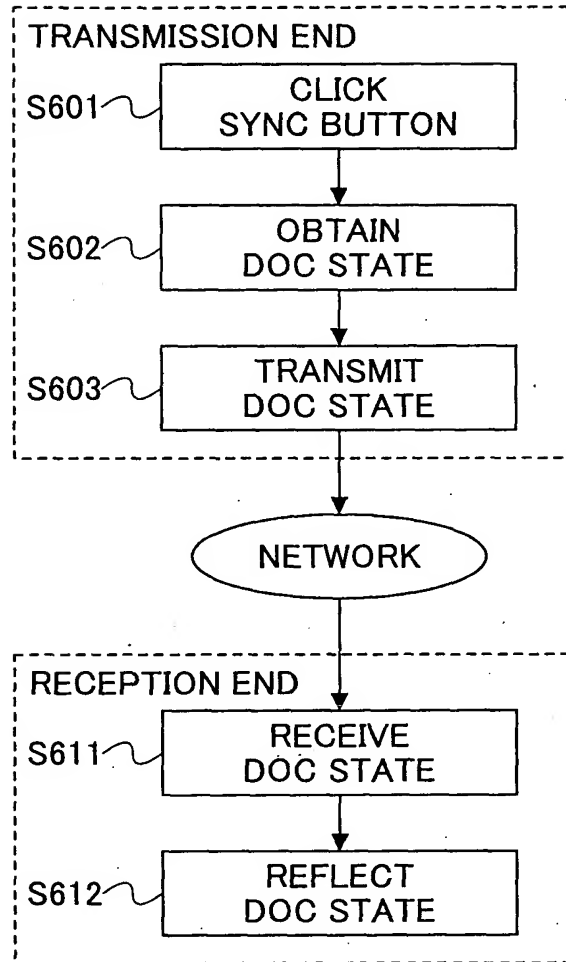 TRANSMISSION END
S601
CLICK
SYNC BUTTON
S602
OBTAIN
DOC STATE
S603
TRANSMIT
DOC STATE
NETWORK
RECEPTION END
S611
RECEIVE
DOC STATE
S612
REFLECT
DOC STATE